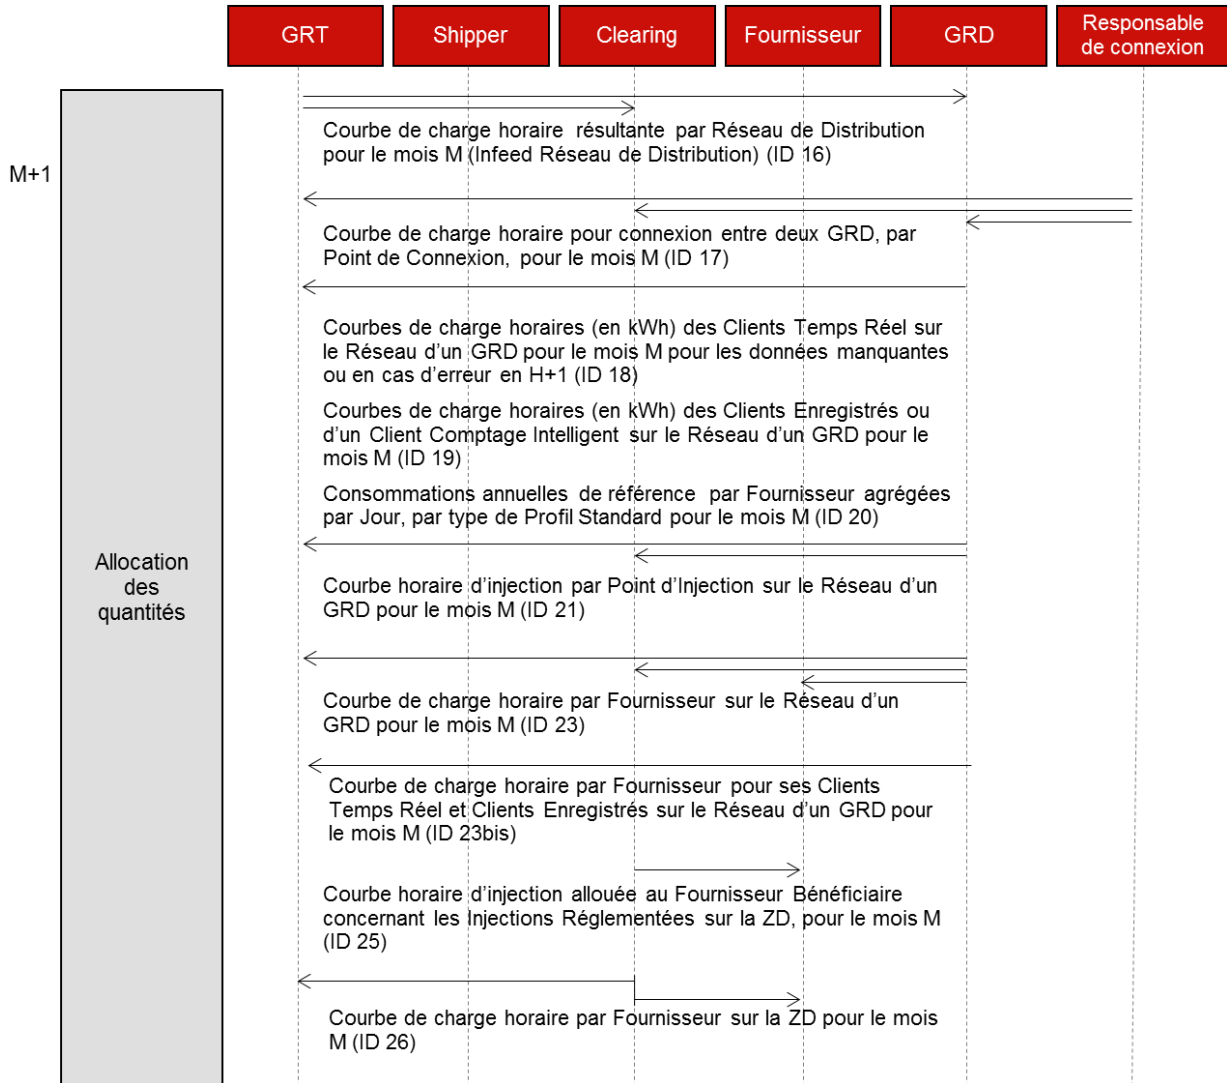 GRT
Shipper
Clearing
Fournisseur
GRD
Responsable
de connexion
M+1
Allocation
des
quantités
Courbe de charge horaire résultante par Réseau de Distribution
pour le mois M (Infeed Réseau de Distribution) (ID 16)
Courbe de charge horaire pour connexion entre deux GRD, par
Point de Connexion, pour le mois M (ID 17)
Courbes de charge horaires (en kWh) des Clients Temps Réel sur
le Réseau d'un GRD pour le mois M pour les données manquantes
ou en cas d'erreur en H+1 (ID 18)
Courbes de charge horaires (en kWh) des Clients Enregistrés ou
d'un Client Comptage Intelligent sur le Réseau d'un GRD pour le
mois M (ID 19)
Consommations annuelles de référence par Fournisseur agrégées
par Jour, par type de Profil Standard pour le mois M (ID 20)
Courbe horaire d'injection par Point d'Injection sur le Réseau d'un
GRD pour le mois M (ID 21)
Courbe de charge horaire par Fournisseur sur le Réseau d'un
GRD pour le mois M (ID 23)
Courbe de charge horaire par Fournisseur pour ses Clients
Temps Réel et Clients Enregistrés sur le Réseau d'un GRD pour
le mois M (ID 23bis)
Courbe horaire d'injection allouée au Fournisseur Bénéficiaire
concernant les Injections Réglementées sur la ZD, pour le mois M
(ID 25)
Courbe de charge horaire par Fournisseur sur la ZD pour le mois
M (ID 26)